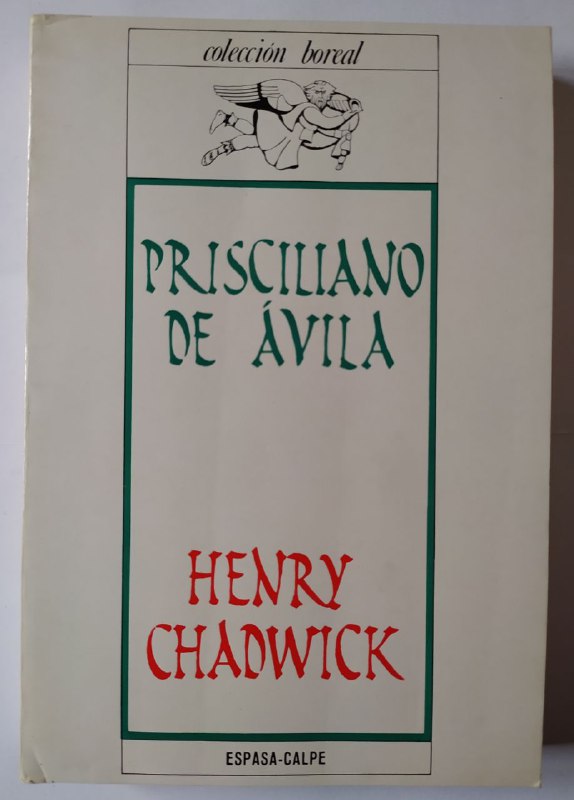 colección boreal
PRISCILIANO
DE ÁVILA
HENRY
CHADWICK
ESPASA-CALPE